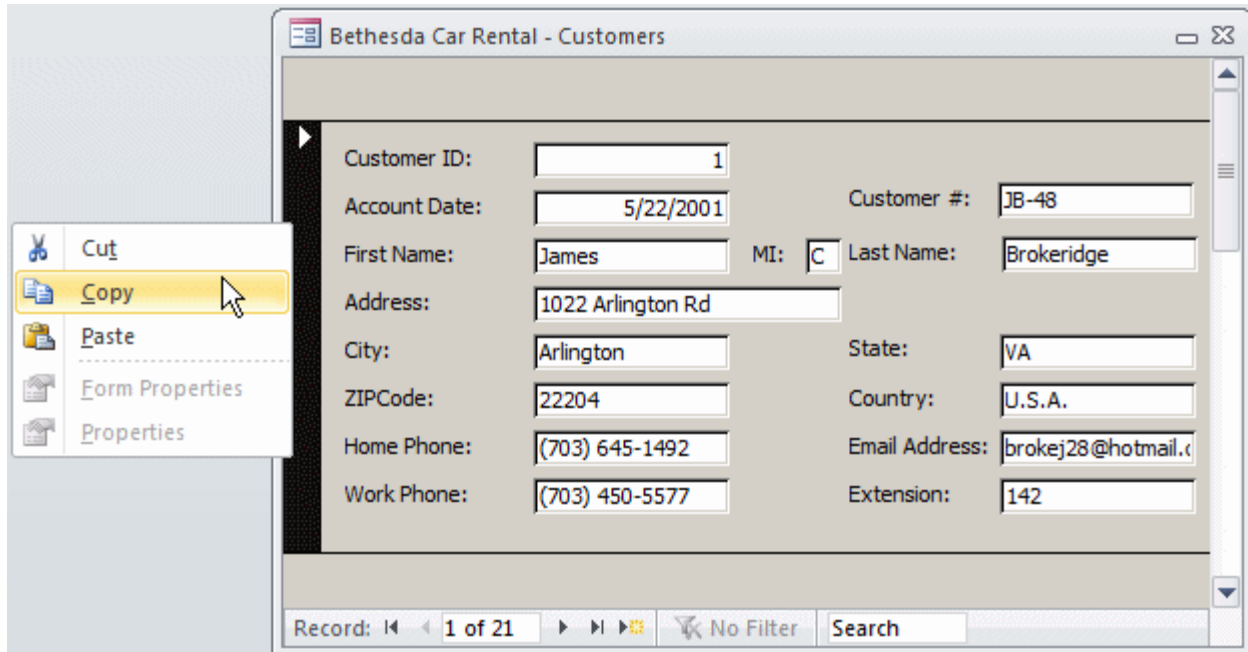 Bethesda Car Rental - Customers
Customer ID: 1
Account Date: 5/22/2001 Customer #: JB-48
First Name: James MI: C Last Name: Brokeridge
Address: 1022 Arlington Rd
City: Arlington State: VA
ZIPCode: 22204 Country: U.S.A.
Home Phone: (703) 645-1492 Email Address: brokej28@hotmail.c
Work Phone: (703) 450-5577 Extension: 142
Record: 1 of 21 No Filter Search
Cut
Copy
Paste
Form Properties
Properties